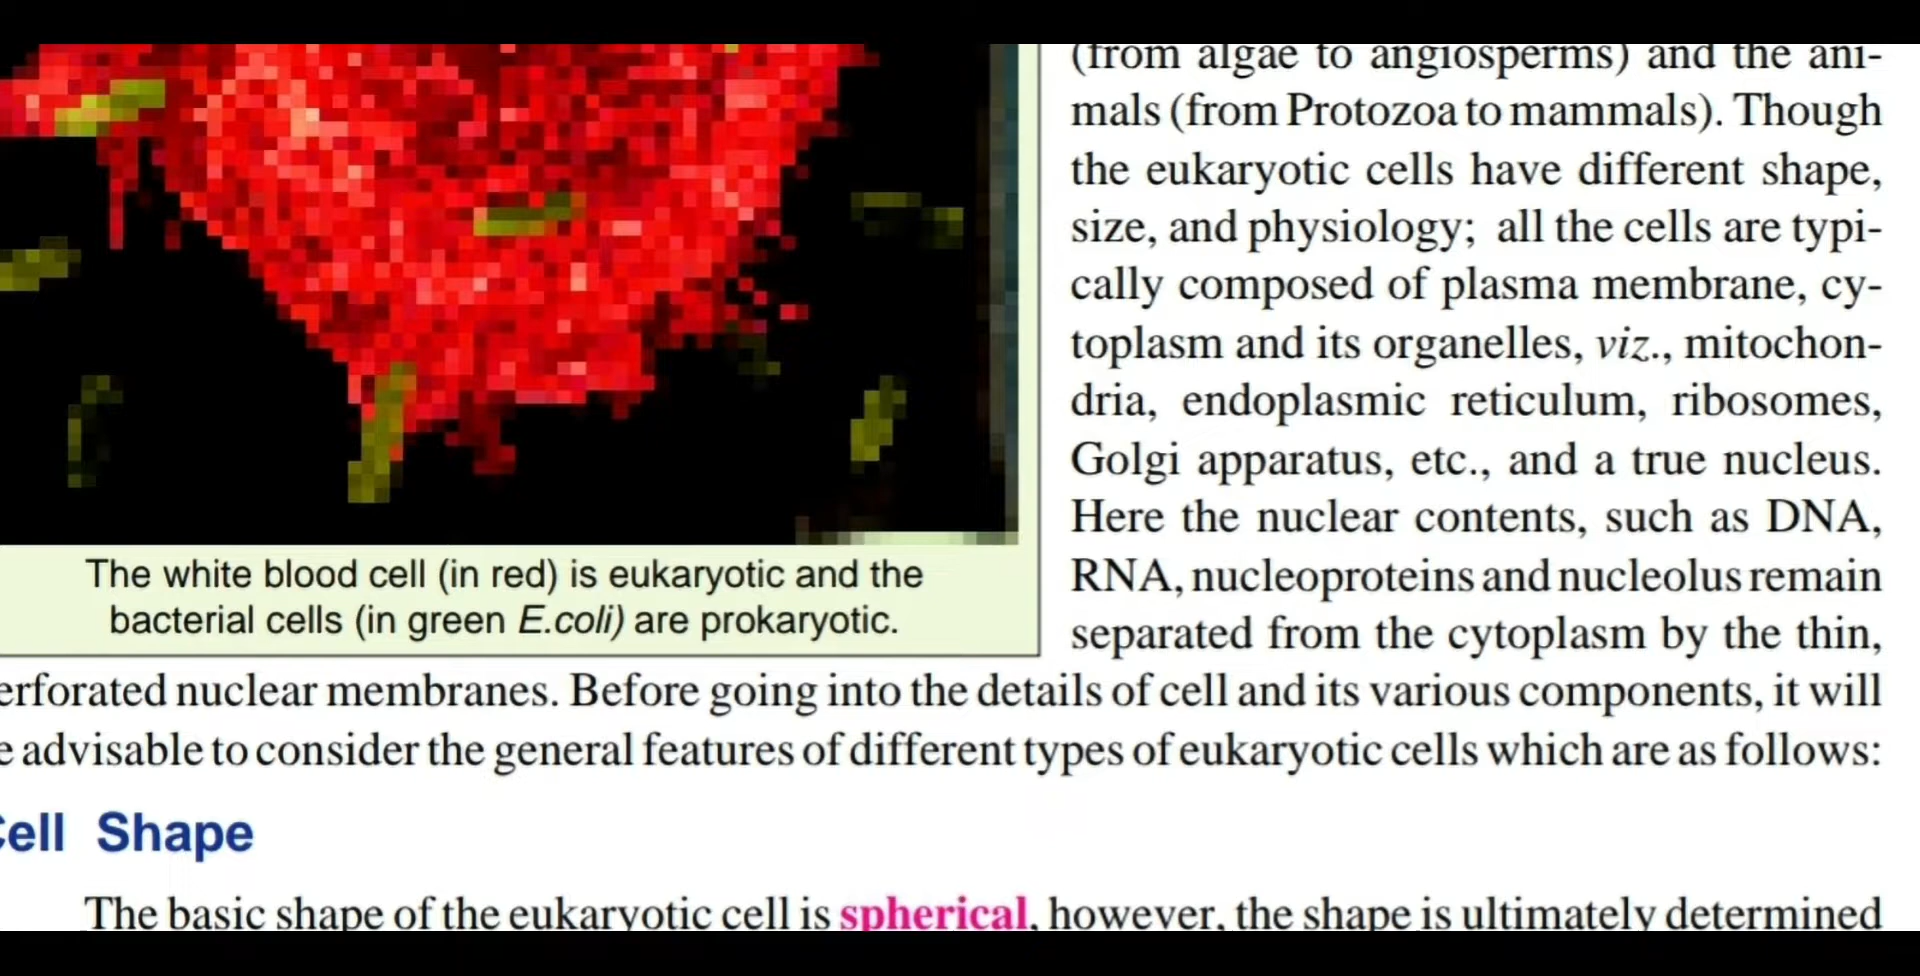 (from algae to angiosperms) and the ani-
mals (from Protozoa to mammals). Though
the eukaryotic cells have different shape,
size, and physiology; all the cells are typi-
cally composed of plasma membrane, cy-
toplasm and its organelles, viz., mitochon-
dria, endoplasmic reticulum, ribosomes,
Golgi apparatus, etc., and a true nucleus.
Here the nuclear contents, such as DNA,
RNA, nucleoproteins and nucleolus remain
separated from the cytoplasm by the thin,
The white blood cell (in red) is eukaryotic and the
bacterial cells (in green E.coli) are prokaryotic.
erforated nuclear membranes. Before going into the details of cell and its various components, it will
e advisable to consider the general features of different types of eukaryotic cells which are as follows:
Cell Shape
The basic shape of the eukaryotic cell is spherical, however, the shape is ultimately determined